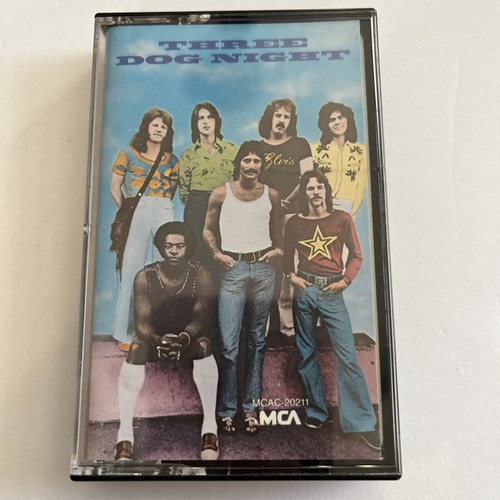 THREE
DOG NIGHT
Elvis
MCAC-20211
MCA